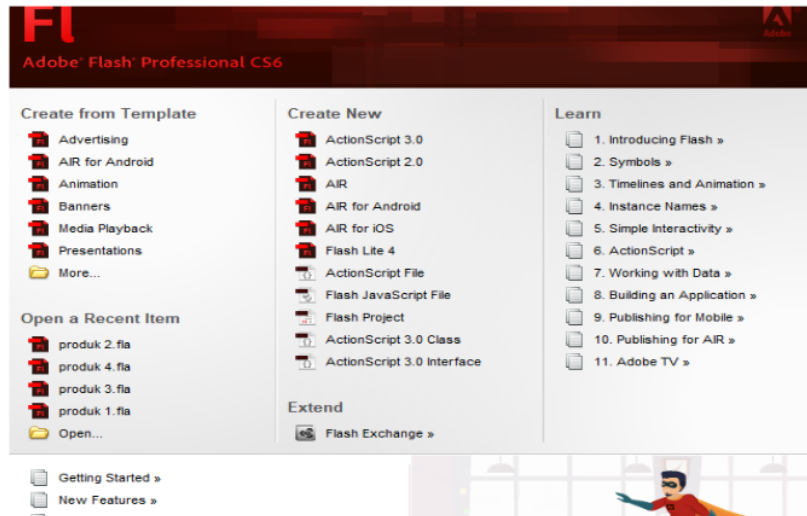 Fl
Adobe
Adobe® Flash® Professional CS6
Create from Template
Advertising
AIR for Android
Animation
Banners
Media Playback
Presentations
More...
Open a Recent Item
produk 2.fla
produk 4.fla
produk 3.fla
produk 1.fla
Open...
Create New
ActionScript 3.0
ActionScript 2.0
AIR
AIR for Android
AIR for iOS
Flash Lite 4
ActionScript File
Flash JavaScript File
Flash Project
ActionScript 3.0 Class
ActionScript 3.0 Interface
Extend
Flash Exchange »
Learn
1. Introducing Flash »
2. Symbols »
3. Timelines and Animation »
4. Instance Names »
5. Simple Interactivity »
6. ActionScript »
7. Working with Data »
8. Building an Application »
9. Publishing for Mobile »
10. Publishing for AIR »
11. Adobe TV »
Getting Started »
New Features »